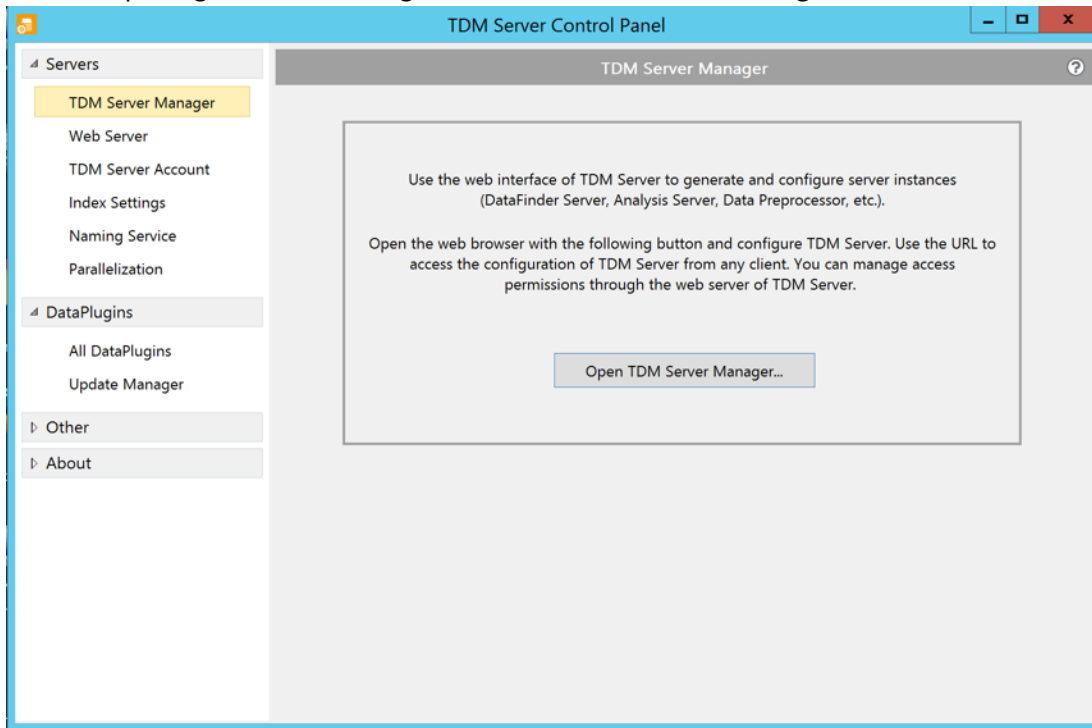 TDM Server Control Panel
Servers
TDM Server Manager
Web Server
TDM Server Account
Index Settings
Naming Service
Parallelization
DataPlugins
All DataPlugins
Update Manager
Other
About
TDM Server Manager
Use the web interface of TDM Server to generate and configure server instances
(DataFinder Server, Analysis Server, Data Preprocessor, etc.).
Open the web browser with the following button and configure TDM Server. Use the URL to
access the configuration of TDM Server from any client. You can manage access
permissions through the web server of TDM Server.
Open TDM Server Manager...